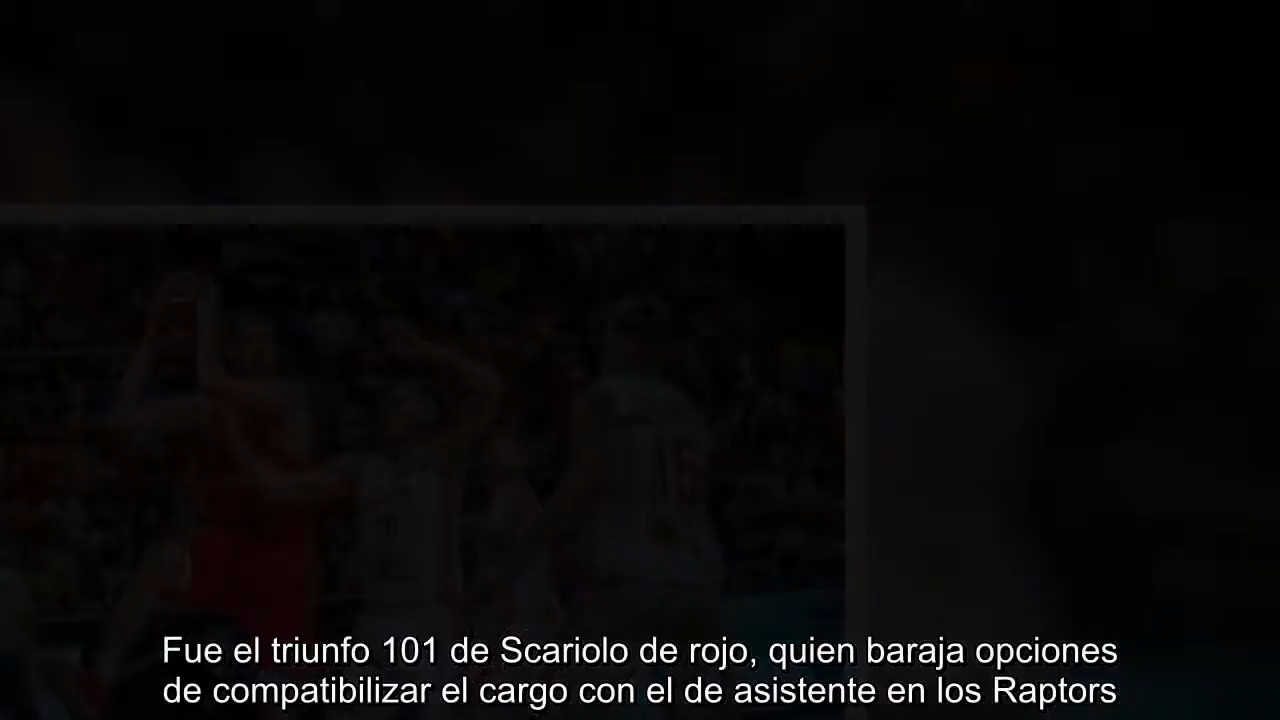 Fue el triunfo 101 de Scariolo de rojo, quien baraja opciones
de compatibilizar el cargo con el de asistente en los Raptors